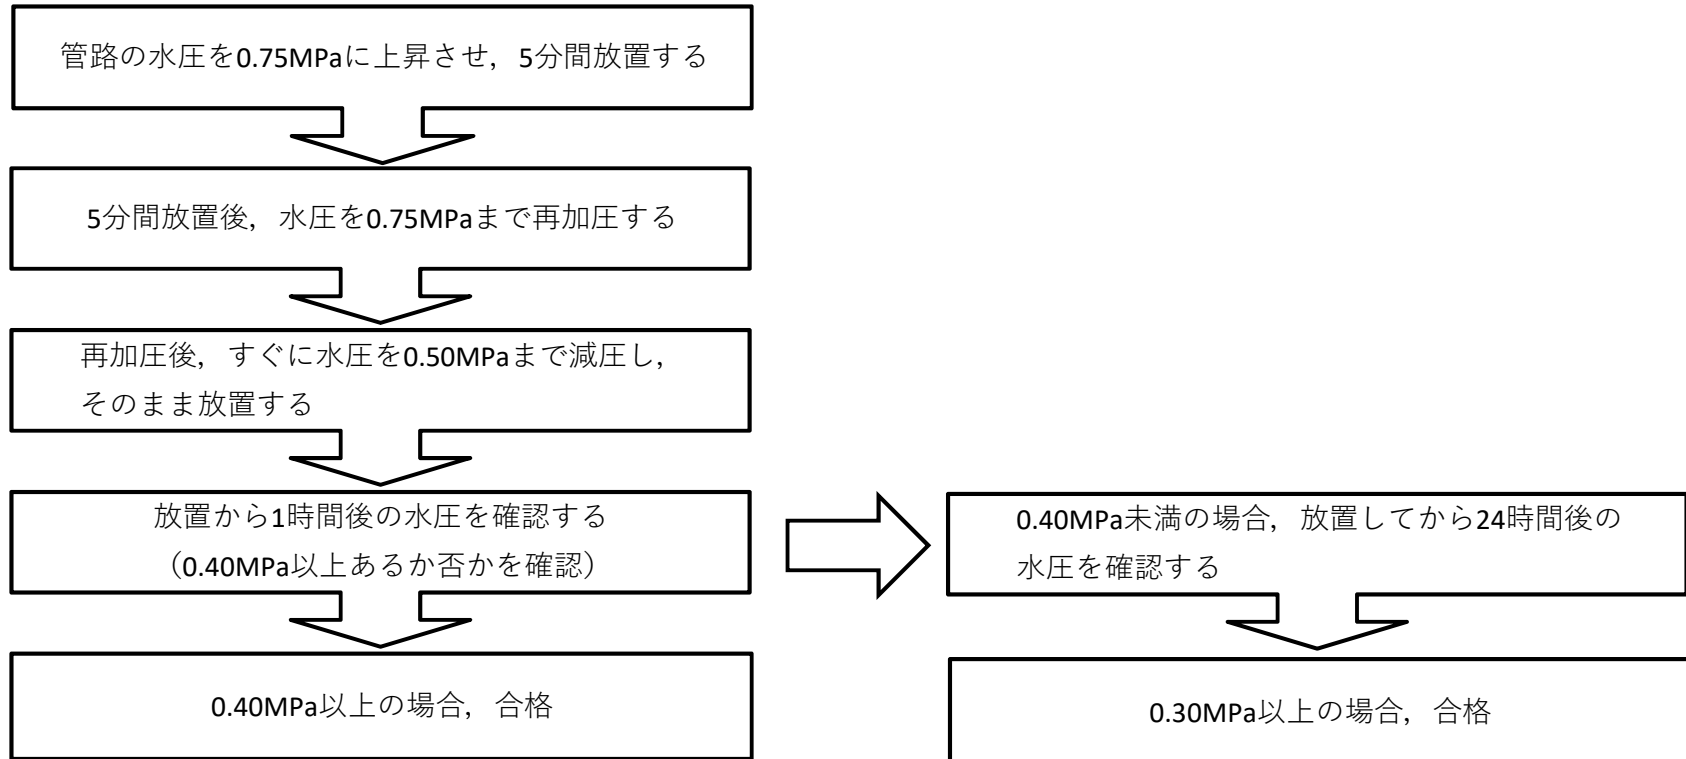 管路の水圧を0.75MPaに上昇させ，5分間放置する
5分間放置後，水圧を0.75MPaまで再加圧する
再加圧後，すぐに水圧を0.50MPaまで減圧し，
そのまま放置する
放置から1時間後の水圧を確認する
（0.40MPa以上あるか否かを確認）
0.40MPa以上の場合，合格
0.40MPa未満の場合，放置してから24時間後の
水圧を確認する
0.30MPa以上の場合，合格